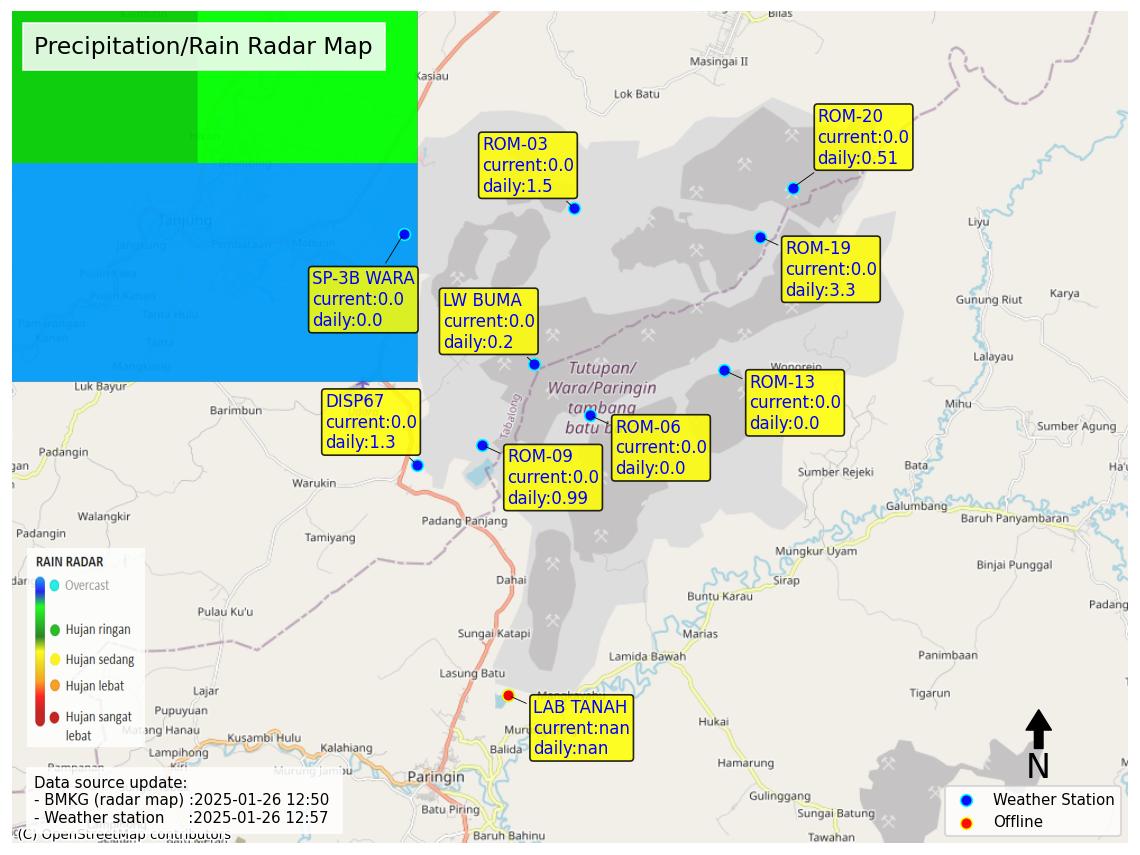 Precipitation/Rain Radar Map
Bilas
Masingai II
Kasiau
Lok Batu
ROM-20
current:0.0
daily:0.51
ROM-03
current:0.0
daily:1.5
Tanjung
Liyu
ROM-19
current:0.0
daily:3.3
SP-3B WARA
current:0.0
daily:0.0
LW BUMA
current:0.0
daily:0.2
Gunung Riut
Karya
Lalayau
Tutupan/
Wara/Paringin
tambang
batu b
Wonorejo
ROM-13
current:0.0
daily:0.0
Luk Bayur
Mihu
DISP67
current:0.0
daily:1.3
Barimbun
Tabalong
ROM-06
current:0.0
daily:0.0
Sumber Agung
ROM-09
current:0.0
daily:0.99
Bata
Sumber Rejeki
Warukin
Galumbang
Walangkir
Padang Panjang
Baruh Panyambaran
Padangin
Tamiyang
Mungkur Uyam
Binjai Punggal
RAIN RADAR
Overcast
Hujan ringan
Hujan sedang
Hujan lebat
Hujan sangat
lebat
Dahai
Sirap
Buntu Karau
Padang
Pulau Ku'u
Sungai Katapi
Marias
Lamida Bawah
Panimbaan
Lasung Batu
Lajar
Tigarun
LAB TANAH
current:nan
daily:nan
Pupuyuan
Hukai
Matang Hanau
Kusambi Hulu
Kalahiang
Balida
Lampihong
Hamarung
Murung Jambu
Paringin
N
Data source update:
- BMKG (radar map) :2025-01-26 12:50
- Weather station :2025-01-26 12:57
Gulinggang
Batu Piring
Sungai Batung
Weather Station
Offline
(C) OpenStreetMap contributors
Baruh Bahinu
Tawahan